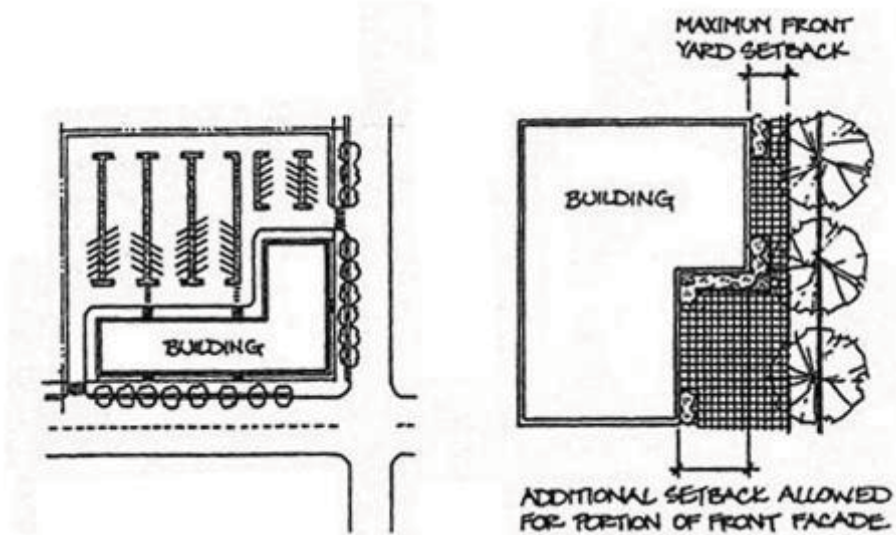 MAXIMUM FRONT
YARD SETBACK
BUILDING
BUILDING
ADDITIONAL SETBACK ALLOWED
FOR PORTION OF FRONT FACADE